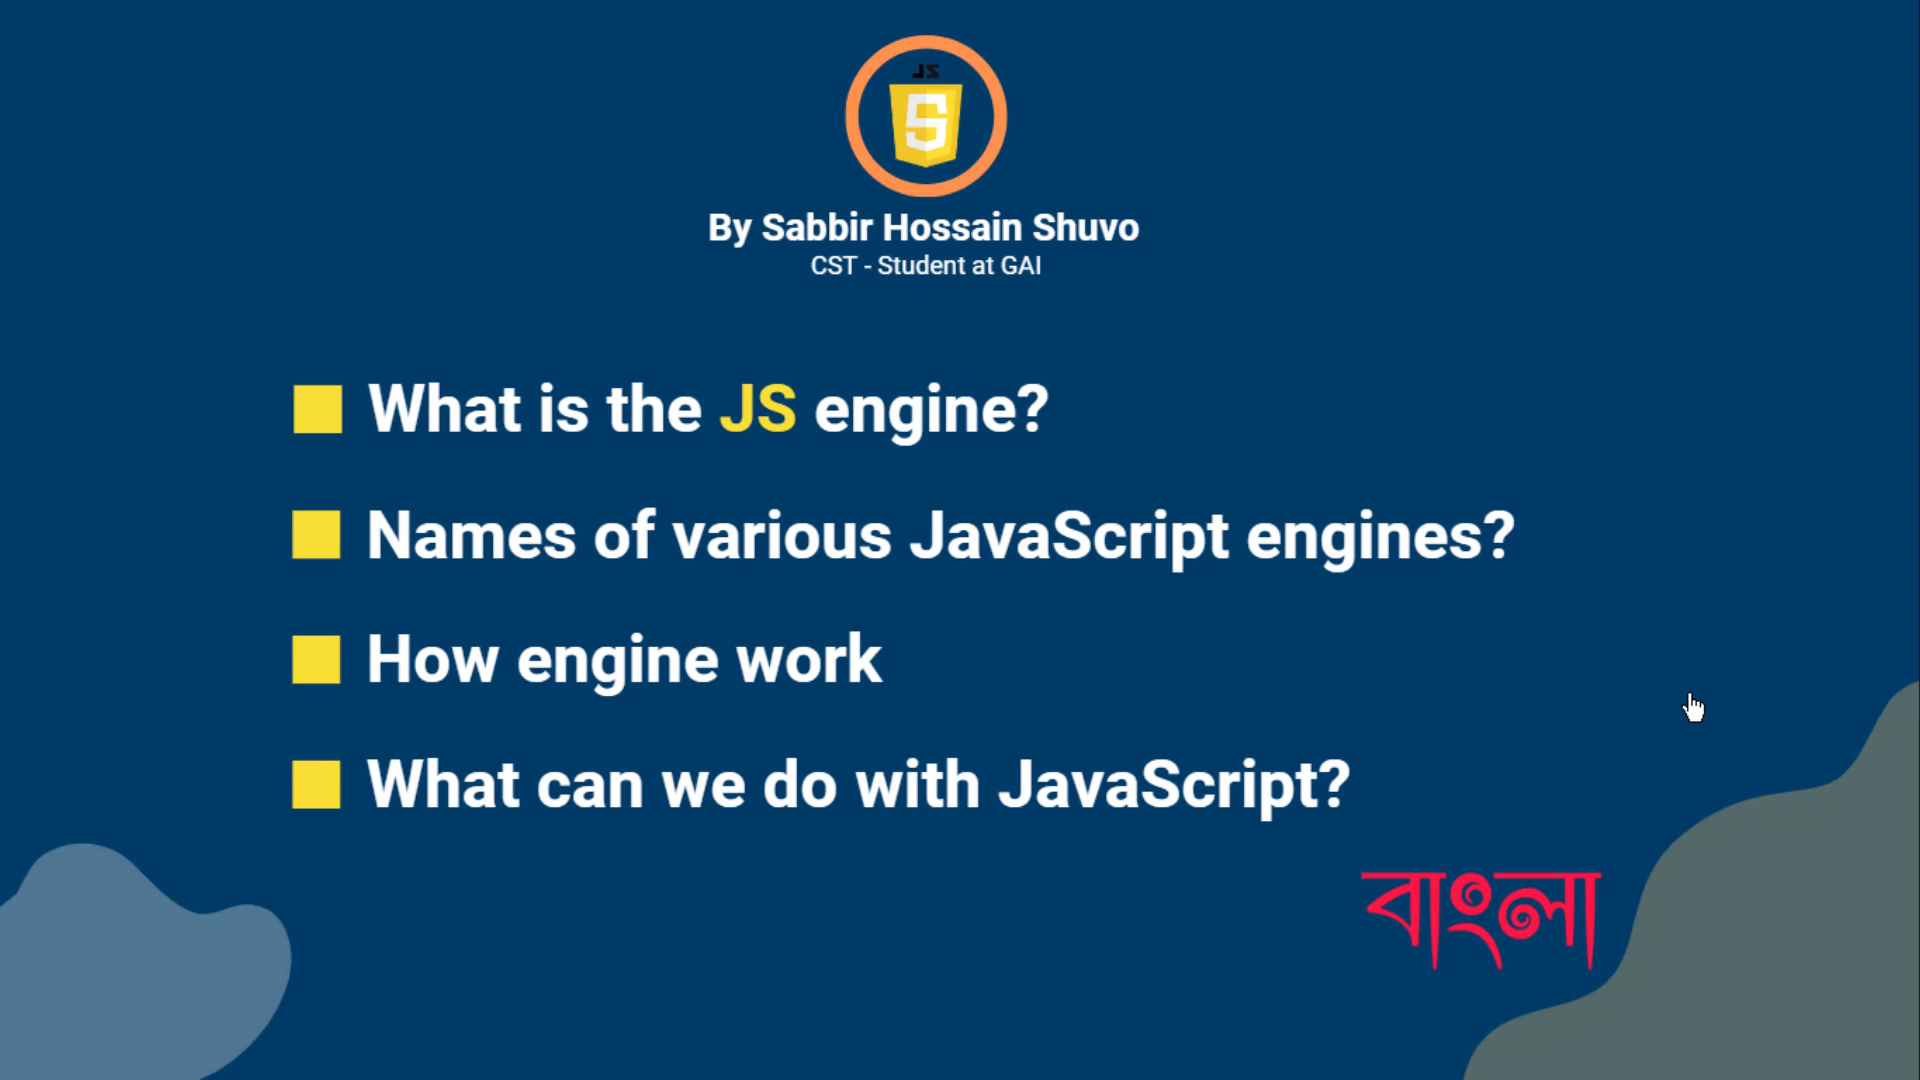 By Sabbir Hossain Shuvo
CST - Student at GAI
What is the JS engine?
Names of various JavaScript engines?
How engine work
What can we do with JavaScript?
বাংলা